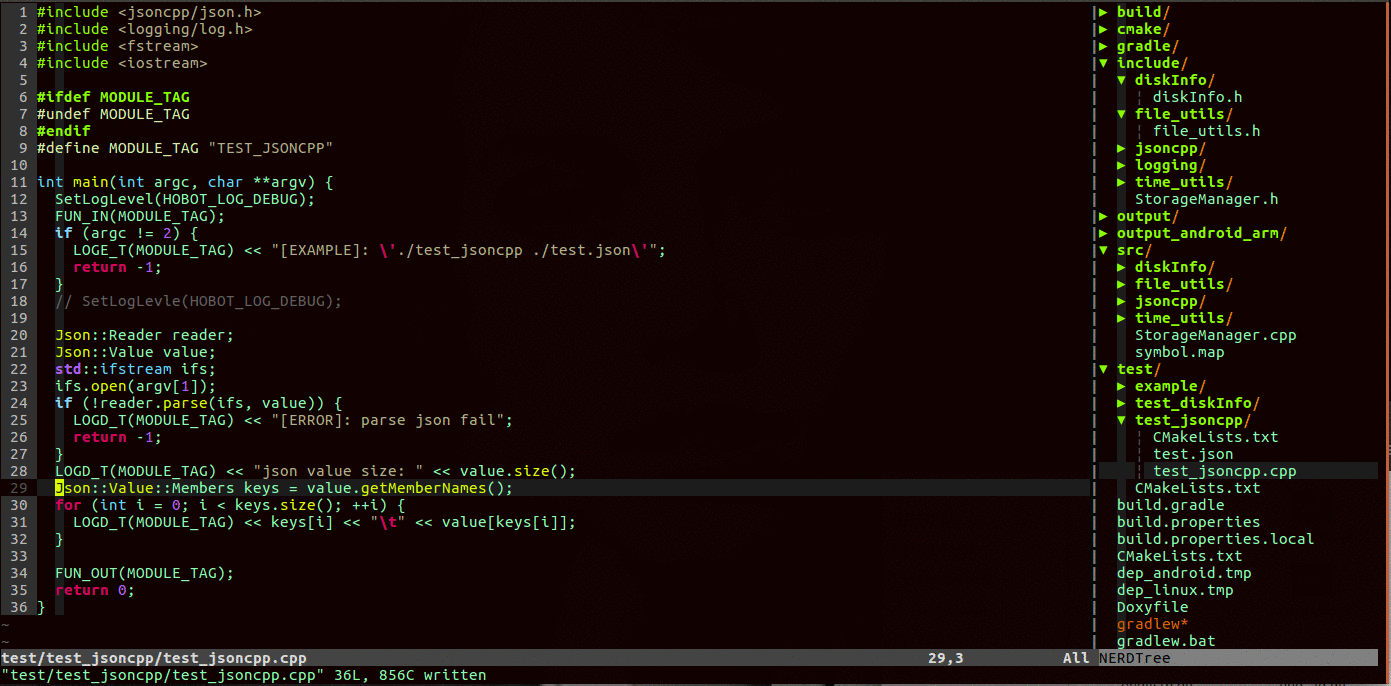 1 #include <jsoncpp/json.h>
2 #include <logging/log.h>
3 #include <fstream>
4 #include <iostream>
5
6 #ifdef MODULE_TAG
7 #undef MODULE_TAG
8 #endif
9 #define MODULE_TAG "TEST_JSONCPP"
10
11 int main(int argc, char **argv) {
12   SetLogLevel(HOBOT_LOG_DEBUG);
13   FUN_IN(MODULE_TAG);
14   if (argc != 2) {
15     LOGE_T(MODULE_TAG) << "[EXAMPLE]: \'./test_jsoncpp ./test.json\'";
16     return -1;
17   }
18   // SetLogLevle(HOBOT_LOG_DEBUG);
19
20   Json::Reader reader;
21   Json::Value value;
22   std::ifstream ifs;
23   ifs.open(argv[1]);
24   if (!reader.parse(ifs, value)) {
25     LOGD_T(MODULE_TAG) << "[ERROR]: parse json fail";
26     return -1;
27   }
28   LOGD_T(MODULE_TAG) << "json value size: " << value.size();
29   Json::Value::Members keys = value.getMemberNames();
30   for (int i = 0; i < keys.size(); ++i) {
31     LOGD_T(MODULE_TAG) << keys[i] << "\t" << value[keys[i]];
32   }
33
34   FUN_OUT(MODULE_TAG);
35   return 0;
36 }
~
~
test/test_jsoncpp/test_jsoncpp.cpp 29,3 All
"test/test_jsoncpp/test_jsoncpp.cpp" 36L, 856C written
▶ build/
▶ cmake/
▶ gradle/
▼ include/
▼ diskInfo/
diskInfo.h
▼ file_utils/
file_utils.h
▶ jsoncpp/
▶ logging/
▶ time_utils/
StorageManager.h
▶ output/
▶ output_android_arm/
▼ src/
▶ diskInfo/
▶ file_utils/
▶ jsoncpp/
▶ time_utils/
StorageManager.cpp
symbol.map
▼ test/
▶ example/
▶ test_diskInfo/
▼ test_jsoncpp/
CMakeLists.txt
test.json
test_jsoncpp.cpp
CMakeLists.txt
build.gradle
build.properties
build.properties.local
CMakeLists.txt
dep_android.tmp
dep_linux.tmp
Doxyfile
gradlew*
gradlew.bat
NERDTree